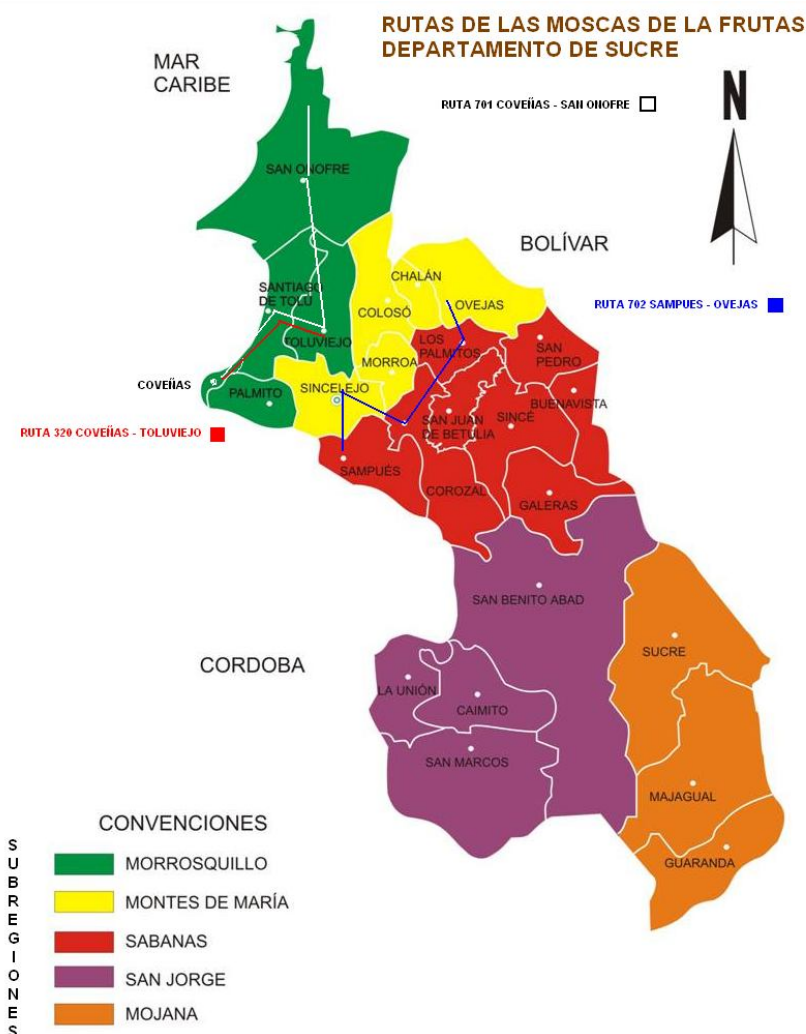 RUTAS DE LAS MOSCAS DE LA FRUTAS
DEPARTAMENTO DE SUCRE
MAR
CARIBE
RUTA 701 COVEÑAS - SAN ONOFRE
N
SAN ONOFRE
BOLÍVAR
CHALÁN
SANTIAGO
DE TOLÚ
COLOSÓ
OVEJAS
RUTA 702 SAMPUES - OVEJAS
TOLUVIEJO
LOS
PALMITOS
SAN
PEDRO
MORROA
COVEÑAS
PALMITO
SINCELEJO
BUENAVISTA
SAN JUAN
DE BETULIA
SINCÉ
RUTA 320 COVEÑAS - TOLUVIEJO
SAMPUÉS
COROZAL
GALERAS
SAN BENITO ABAD
SUCRE
CORDOBA
LA UNIÓN
CAIMITO
SAN MARCOS
MAJAGUAL
GUARANDA
CONVENCIONES
SUBREGIONES
MORROSQUILLO
MONTES DE MARÍA
SABANAS
SAN JORGE
MOJANA